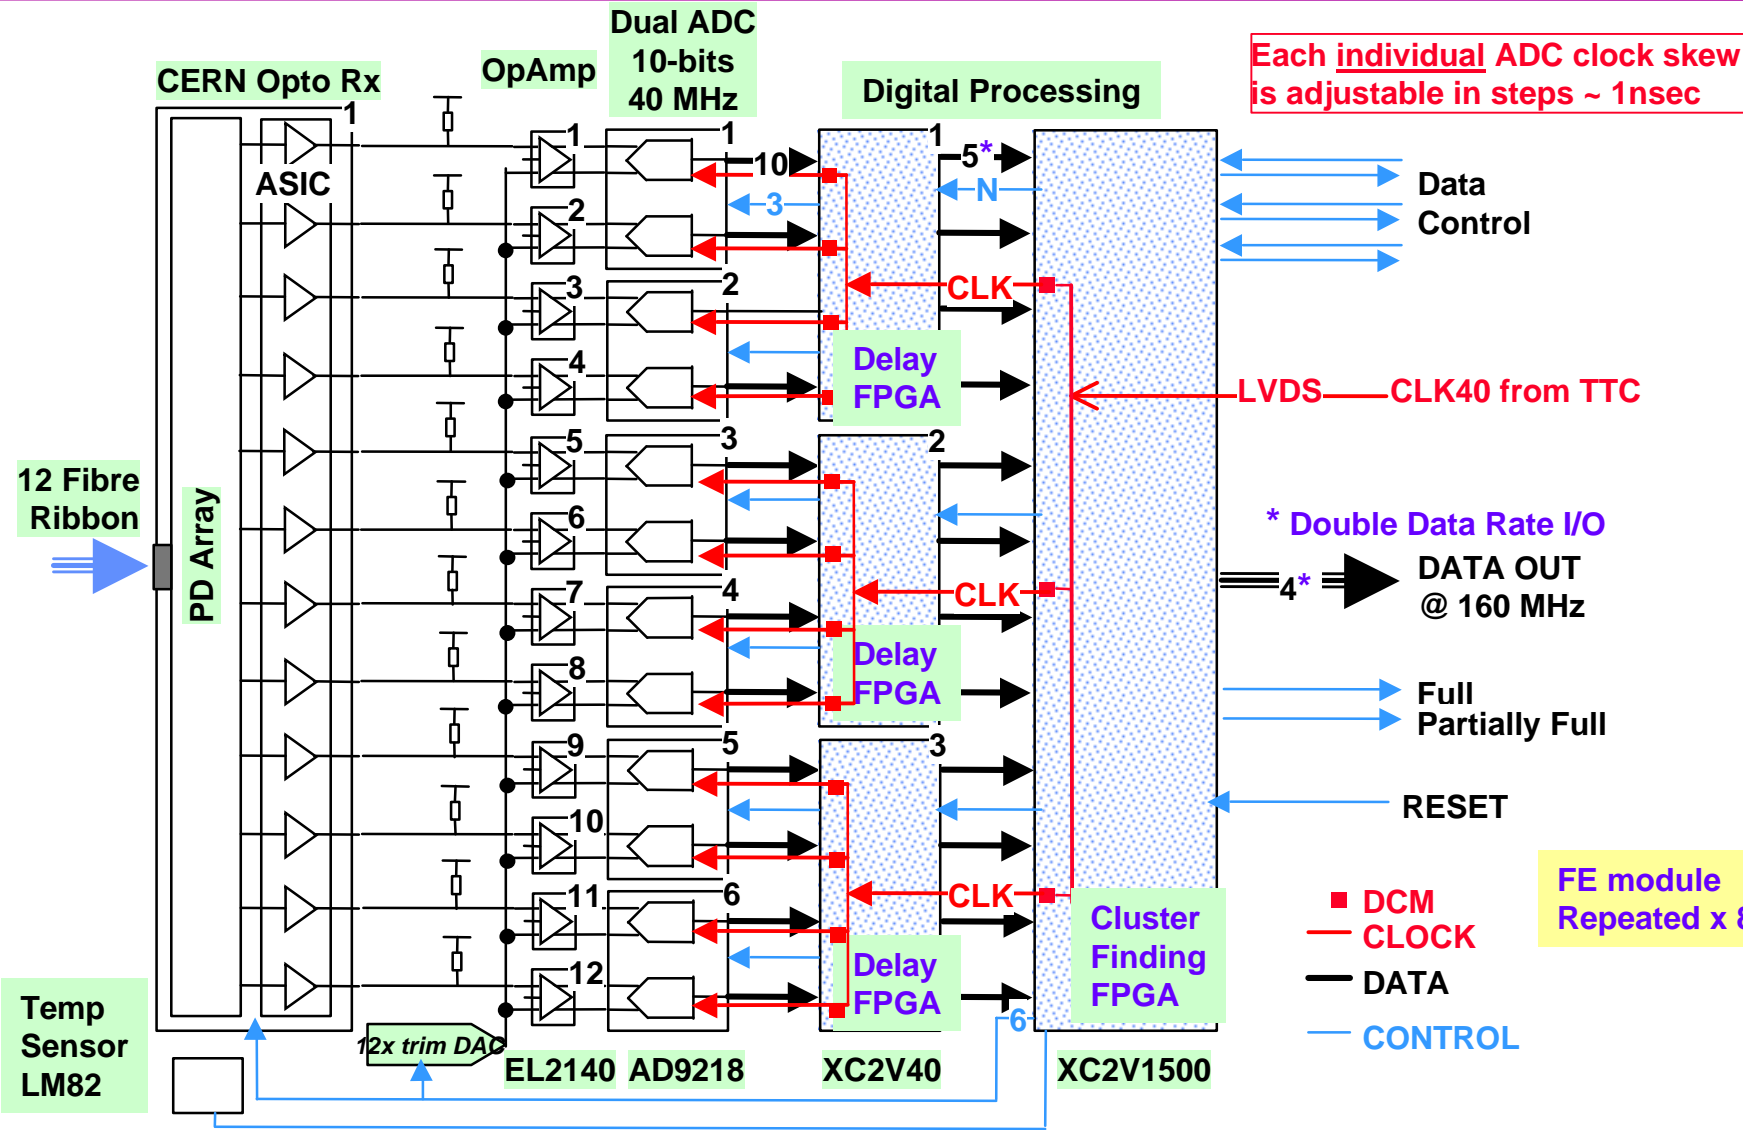 Dual ADC
10-bits
40 MHz
OpAmp
CERN Opto Rx
Digital Processing
Each individual ADC clock skew
is adjustable in steps ~ 1nsec
1
ASIC
1
2
3
4
5
6
7
8
9
10
11
12
1
2
3
4
5
6
10
3
1
2
3
5*
N
CLK
CLK
CLK
Delay
FPGA
Delay
FPGA
Delay
FPGA
Data
Control
LVDS
CLK40 from TTC
12 Fibre
Ribbon
PD Array
* Double Data Rate I/O
4*
DATA OUT
@ 160 MHz
Full
Partially Full
RESET
Cluster
Finding
FPGA
DCM
CLOCK
DATA
CONTROL
FE module
Repeated x 8
6
Temp
Sensor
LM82
12x trim DAC
EL2140
AD9218
XC2V40
XC2V1500